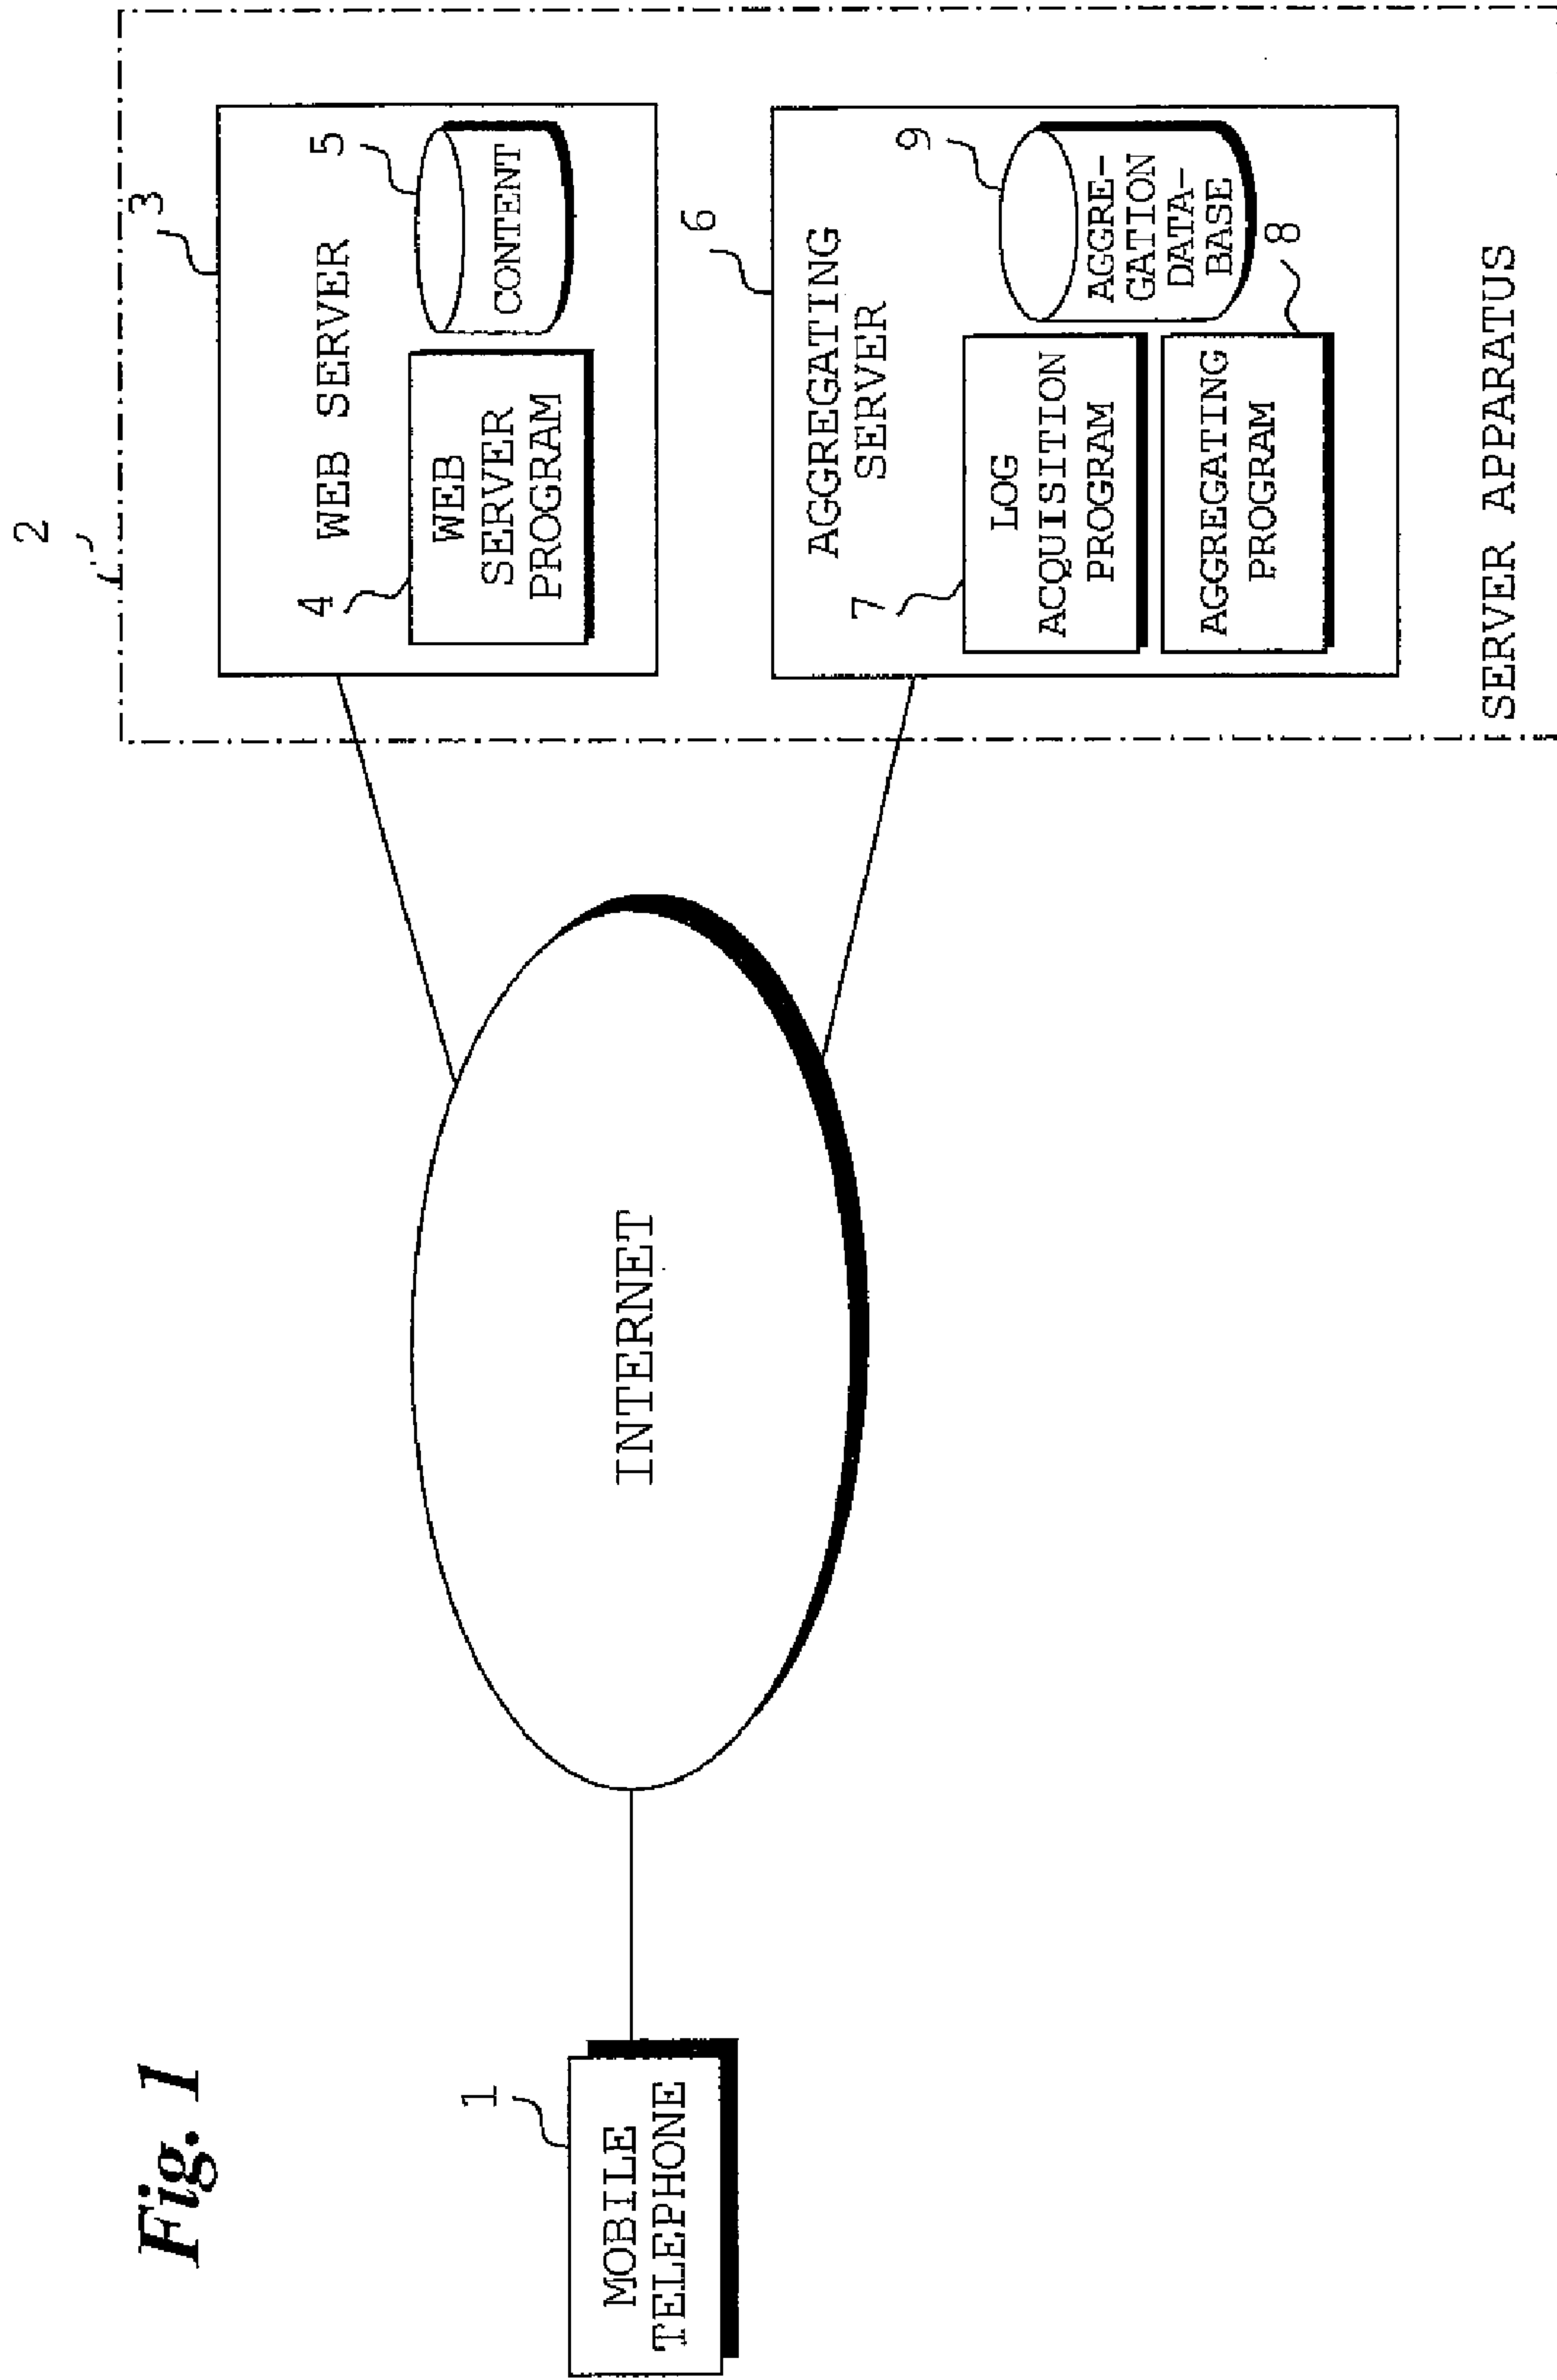 Fig. 1
1
MOBILE
TELEPHONE
INTERNET
2
3
WEB SERVER
4
WEB
SERVER
PROGRAM
5
CONTENT
6
AGGREGATING
SERVER
7
LOG
ACQUISITION
PROGRAM
AGGREGATING
PROGRAM
8
9
AGGRE-
GATION
DATA-
BASE
SERVER APPARATUS